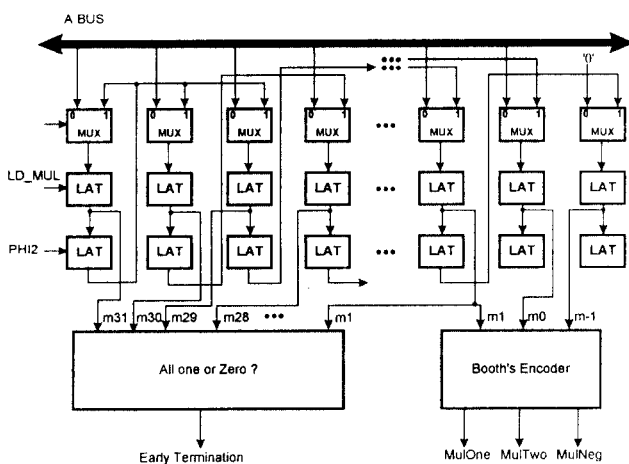 A BUS
'0'
0 1 0 1 0 1 0 1 0 1 0 1 0 1
MUX MUX MUX MUX MUX MUX MUX
LD_MUL LAT LAT LAT LAT LAT LAT LAT
PHI2 LAT LAT LAT LAT LAT LAT LAT
m31 m30 m29 m28 m1 m1 m0 m-1
All one or Zero ? Booth's Encoder
Early Termination MulOne MulTwo MulNeg